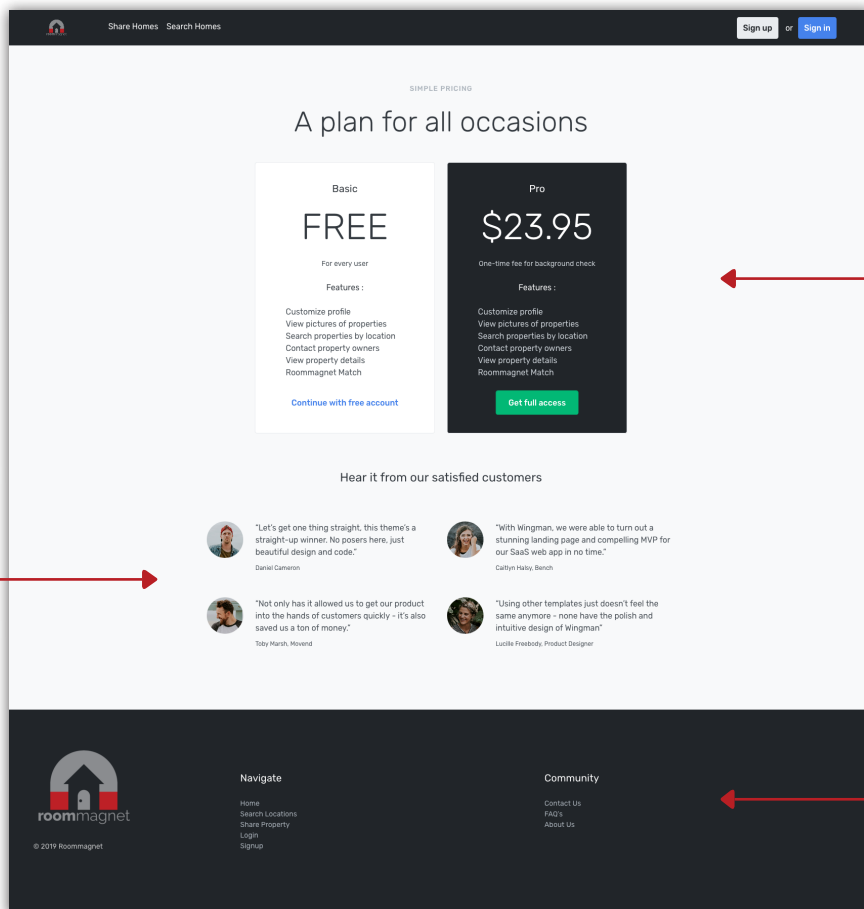 Share Homes Search Homes
Sign up or Sign in
SIMPLE PRICING
A plan for all occasions
Basic
FREE
For every user
Features :
Customize profile
View pictures of properties
Search properties by location
Contact property owners
View property details
Roommagnet Match
Continue with free account
Pro
$23.95
One-time fee for background check
Features :
Customize profile
View pictures of properties
Search properties by location
Contact property owners
View property details
Roommagnet Match
Get full access
Hear it from our satisfied customers
"Let's get one thing straight, this theme's a
straight-up winner. No posers here, just
beautiful design and code."
Daniel Cameron
"With Wingman, we were able to turn out a
stunning landing page and compelling MVP for
our SaaS web app in no time."
Caitlyn Halsy, Bench
"Not only has it allowed us to get our product
into the hands of customers quickly - it's also
saved us a ton of money."
Toby Marsh, Movend
"Using other templates just doesn't feel the
same anymore - none have the polish and
intuitive design of Wingman"
Lucille Freebody, Product Designer
roommagnet
© 2019 Roommagnet
Navigate
Home
Search Locations
Share Property
Login
Signup
Community
Contact Us
FAQ's
About Us